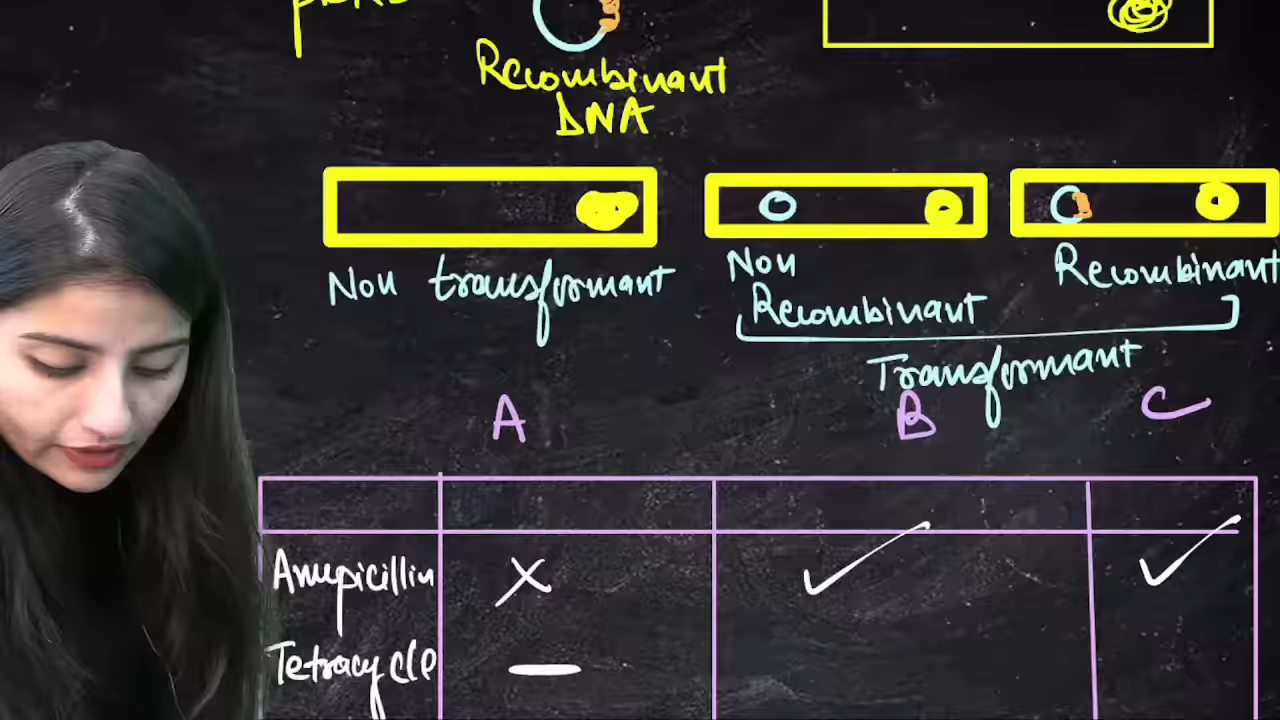 Recombinant
DNA
Non transformant
Non
Recombinant
Recombinant
Transformant
A
B
C
Ampicillin
X ✓ ✓
Tetracycle
—